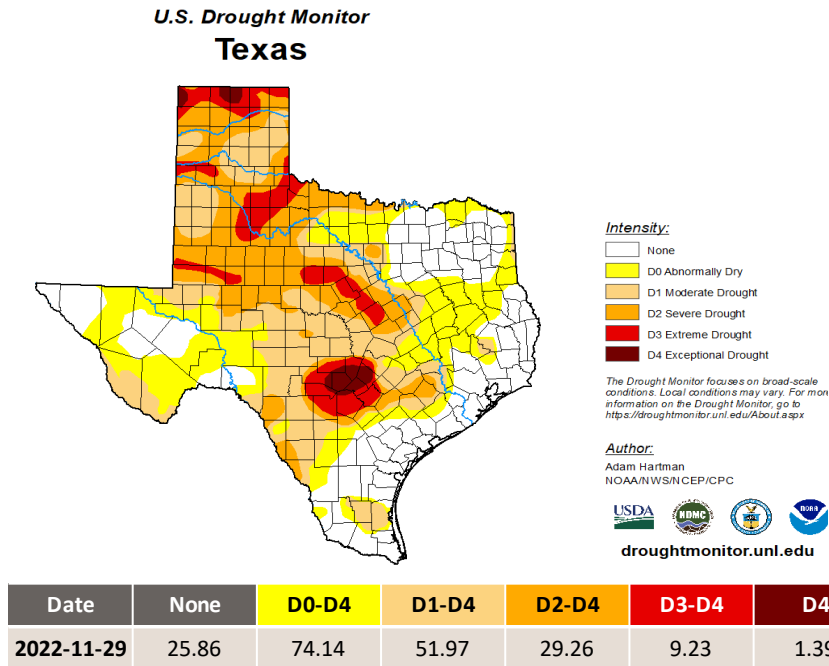 U.S. Drought Monitor
Texas
Intensity:
None
D0 Abnormally Dry
D1 Moderate Drought
D2 Severe Drought
D3 Extreme Drought
D4 Exceptional Drought
The Drought Monitor focuses on broad-scale
conditions. Local conditions may vary. For more
information on the Drought Monitor, go to
https://droughtmonitor.unl.edu/About.aspx
Author:
Adam Hartman
NOAA/NWS/NCEP/CPC
USDA NDMC NOAA
droughtmonitor.unl.edu
Date None D0-D4 D1-D4 D2-D4 D3-D4 D4
2022-11-29 25.86 74.14 51.97 29.26 9.23